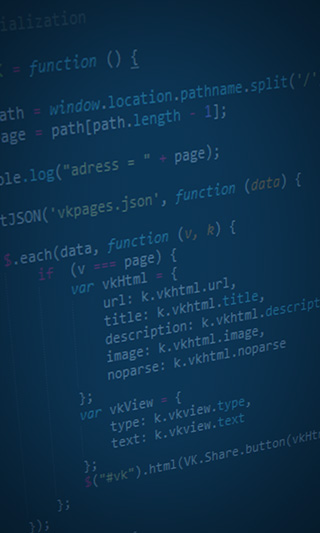 ialization
= function () {
ath = window.location.pathname.split('/'
age = path[path.length - 1];
ole.log("adress = " + page);
tJSON('vkpages.json', function (data) {
$.each(data, function (v, k) {
if (v === page) {
var vkHtml = {
url: k.vkhtml.url,
title: k.vkhtml.title,
description: k.vkhtml.descript
image: k.vkhtml.image,
noparse: k.vkhtml.noparse
};
var vkView = {
type: k.vkview.type,
text: k.vkview.text
};
$("#vk").html(VK.Share.button(vkHt
};
});